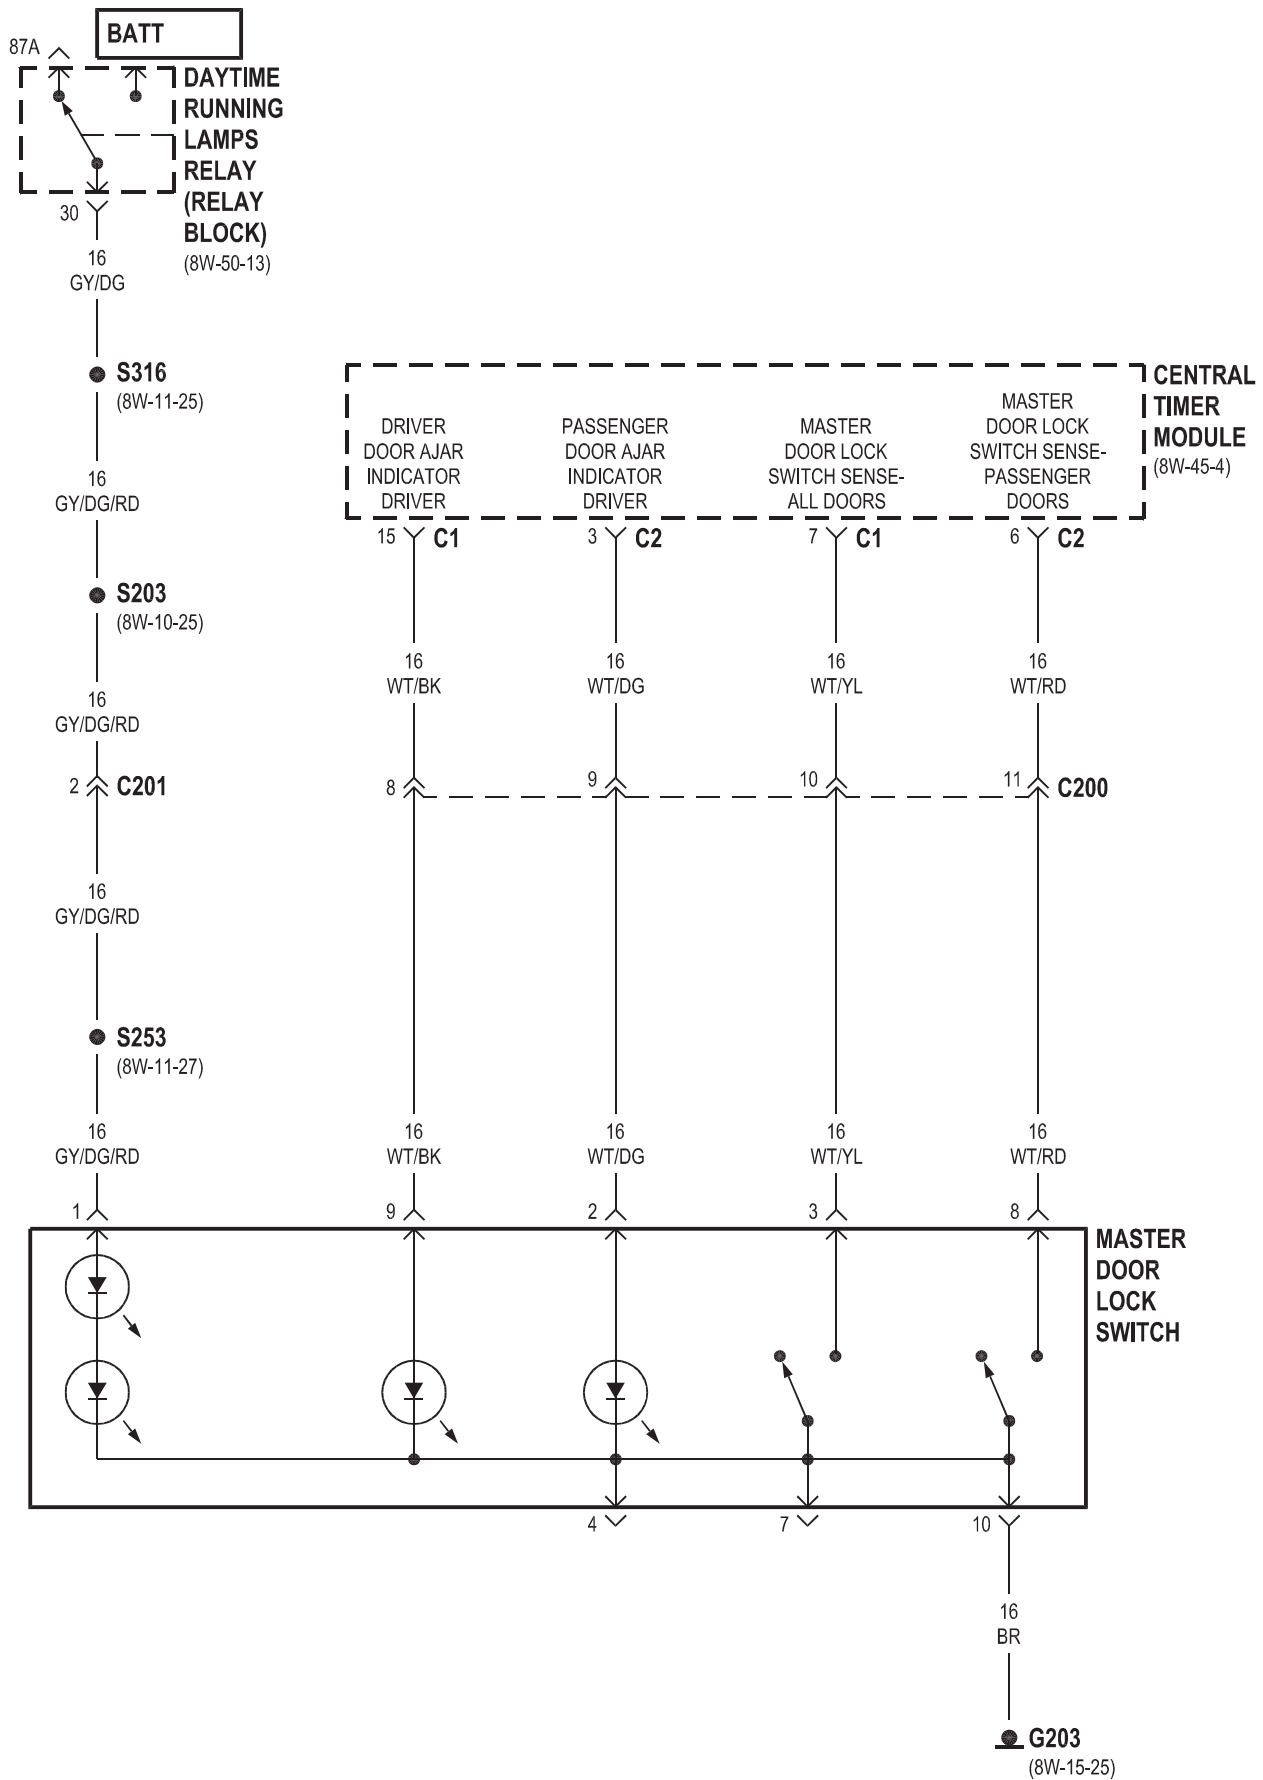 BATT
87A
DAYTIME
RUNNING
LAMPS
RELAY
(RELAY
BLOCK)
(8W-50-13)
30
16
GY/DG
S316
(8W-11-25)
16
GY/DG/RD
S203
(8W-10-25)
16
GY/DG/RD
2 C201
16
GY/DG/RD
S253
(8W-11-27)
16
GY/DG/RD
1
CENTRAL
TIMER
MODULE
(8W-45-4)
DRIVER
DOOR AJAR
INDICATOR
DRIVER
PASSENGER
DOOR AJAR
INDICATOR
DRIVER
MASTER
DOOR LOCK
SWITCH SENSE-
ALL DOORS
MASTER
DOOR LOCK
SWITCH SENSE-
PASSENGER
DOORS
15 C1
3 C2
7 C1
6 C2
16
WT/BK
16
WT/DG
16
WT/YL
16
WT/RD
8
9
10
11 C200
16
WT/BK
16
WT/DG
16
WT/YL
16
WT/RD
9
2
3
8
MASTER
DOOR
LOCK
SWITCH
4
7
10
16
BR
G203
(8W-15-25)